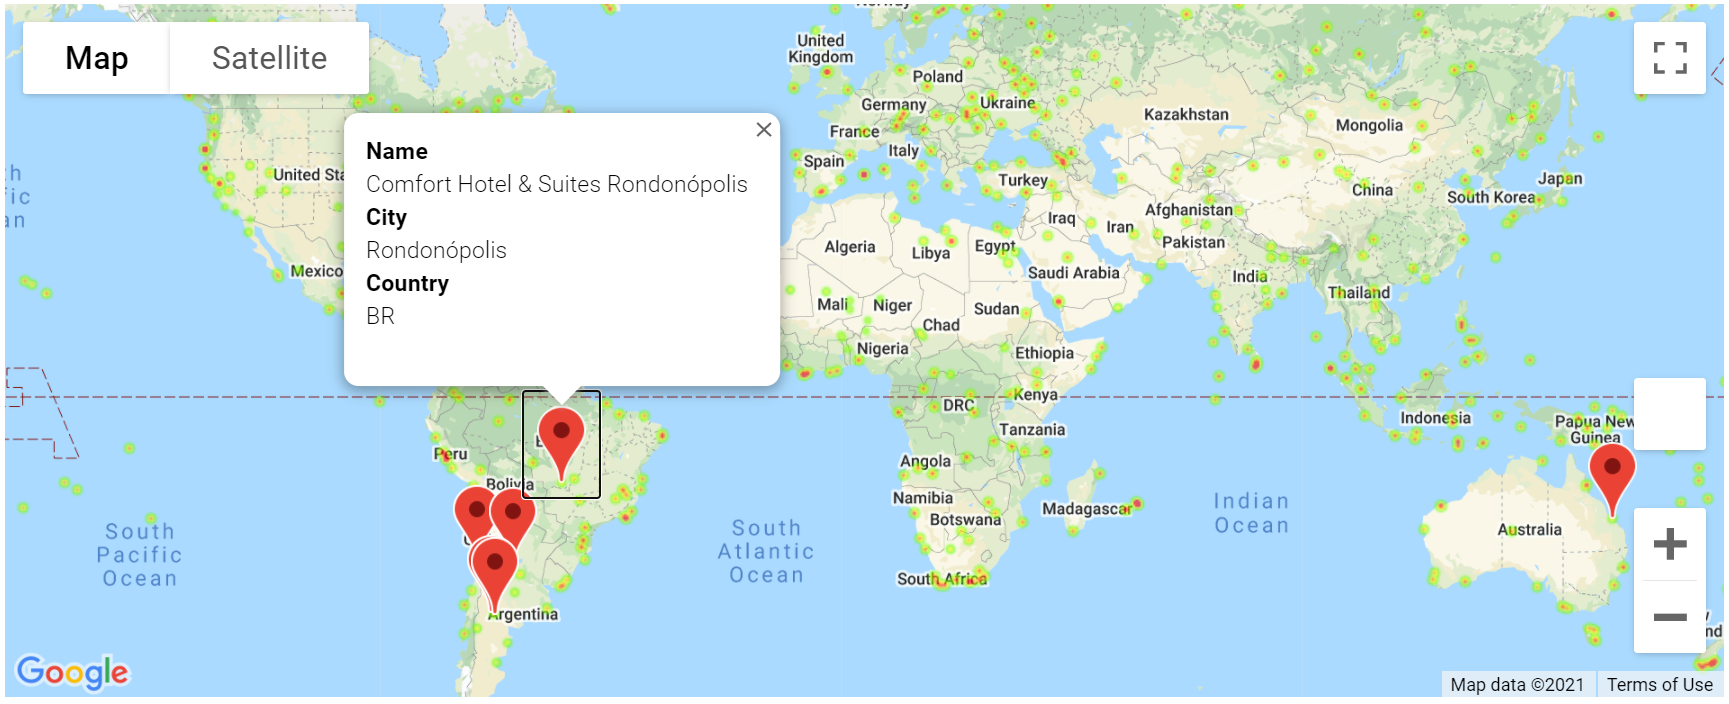 Norway
Map
Satellite
United
Kingdom
Poland
Germany
Ukraine
France
Kazakhstan
Mongolia
Italy
Spain
Turkey
United Sta
Name
Comfort Hotel & Suites Rondonópolis
City
Rondonópolis
Country
BR
China
Japan
South Korea
Afghanistan
Iraq
Iran
Pakistan
Algeria
Libya
Egypt
Mexico
Saudi Arabia
India
Thailand
Mali
Niger
Sudan
Chad
Nigeria
Ethiopia
Kenya
DRC
Indonesia
Papua New
Guinea
Tanzania
Peru
Angola
Bolivia
Namibia
Botswana
Madagascar
Indian
Ocean
Australia
South
Pacific
Ocean
South
Atlantic
Ocean
South Africa
Argentina
nd
Google
Map data ©2021
Terms of Use